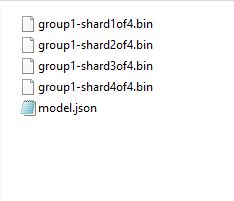 group1-shard1of4.bin
group1-shard2of4.bin
group1-shard3of4.bin
group1-shard4of4.bin
model.json